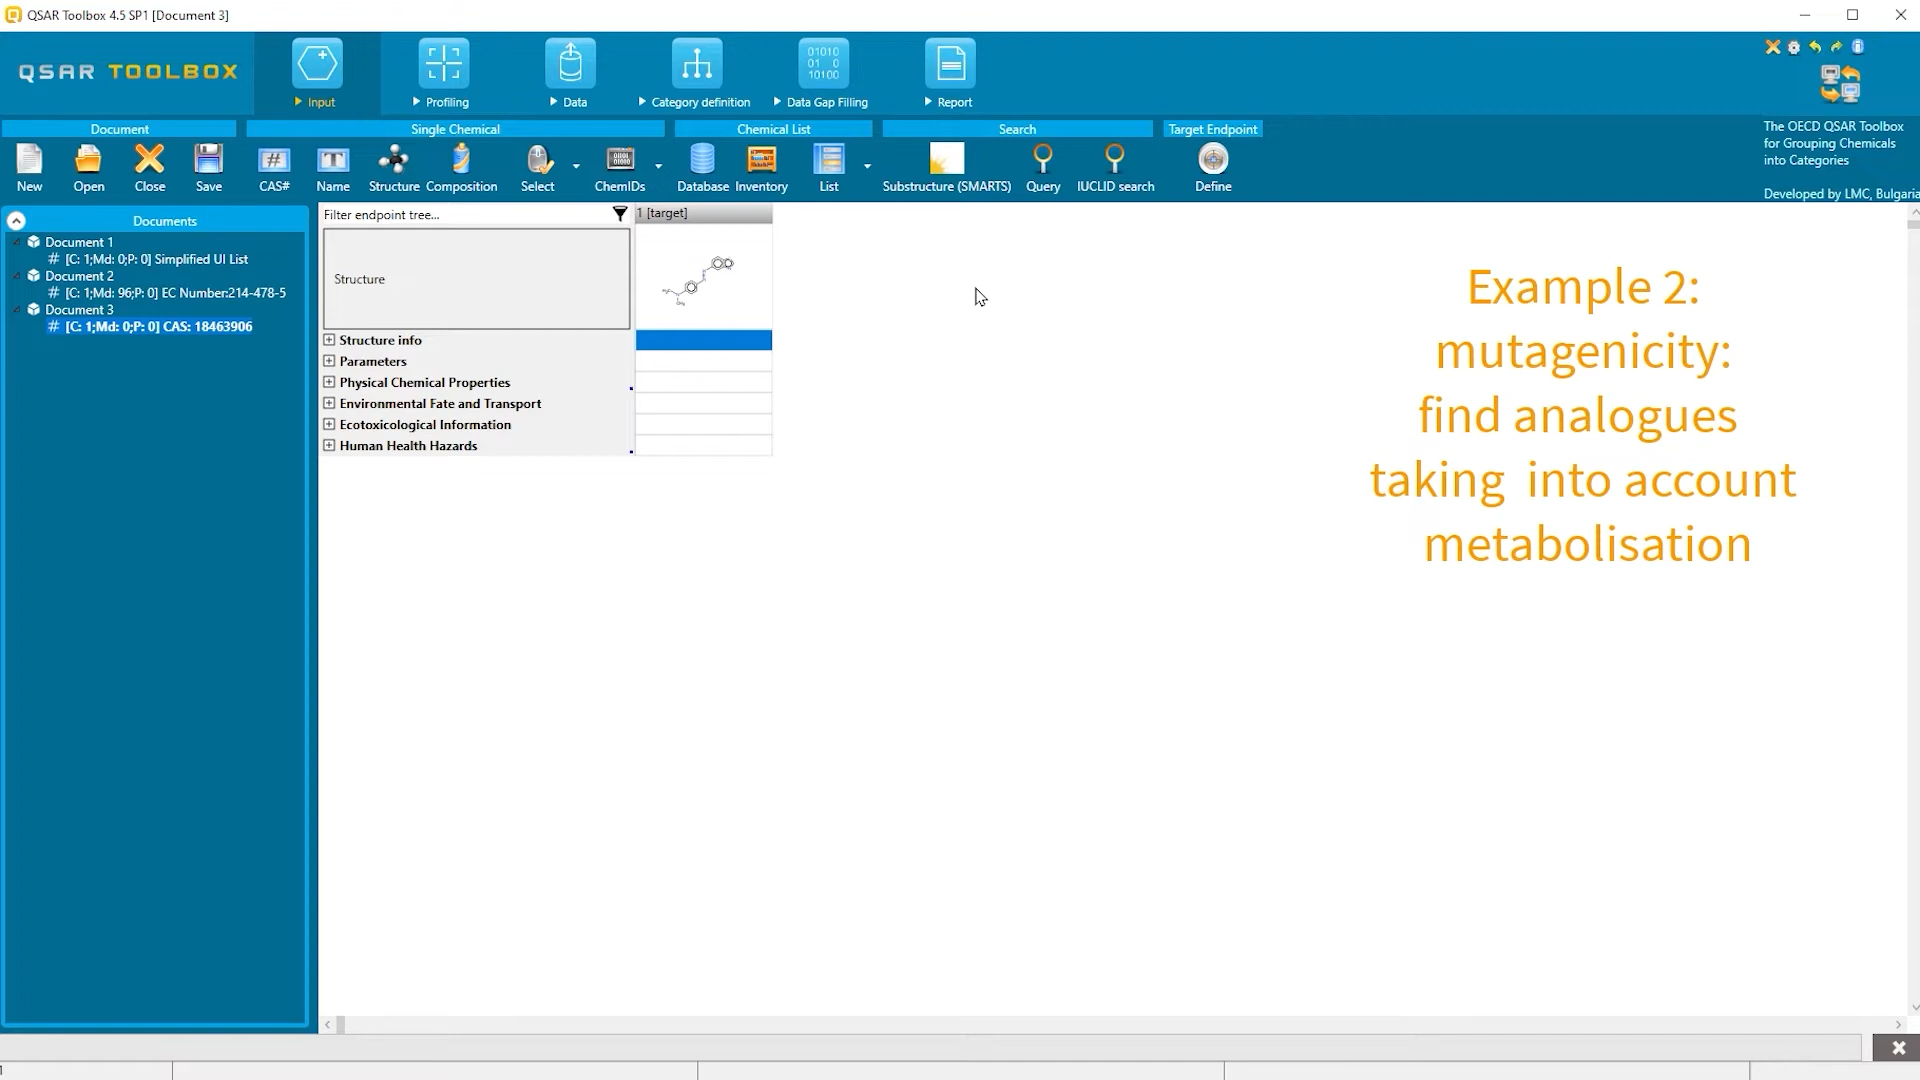 QSAR Toolbox 4.5 SP1 [Document 3]
QSAR TOOLBOX
Input
Profiling
Data
Category definition
Data Gap Filling
Report
01010
01 0
10100
The OECD QSAR Toolbox
for Grouping Chemicals
into Categories
Developed by LMC, Bulgaria
Document
Single Chemical
Chemical List
Search
Target Endpoint
New
Open
Close
Save
CAS#
Name
Structure
Composition
Select
ChemIDs
Database
Inventory
List
Substructure (SMARTS)
Query
IUCLID search
Define
Documents
Document 1
# [C: 1;Md: 0;P: 0] Simplified UI List
Document 2
# [C: 1;Md: 96;P: 0] EC Number:214-478-5
Document 3
# [C: 1;Md: 0;P: 0] CAS: 18463906
Filter endpoint tree...
1 [target]
Structure
Structure info
Parameters
Physical Chemical Properties
Environmental Fate and Transport
Ecotoxicological Information
Human Health Hazards
Example 2:
mutagenicity:
find analogues
taking into account
metabolisation